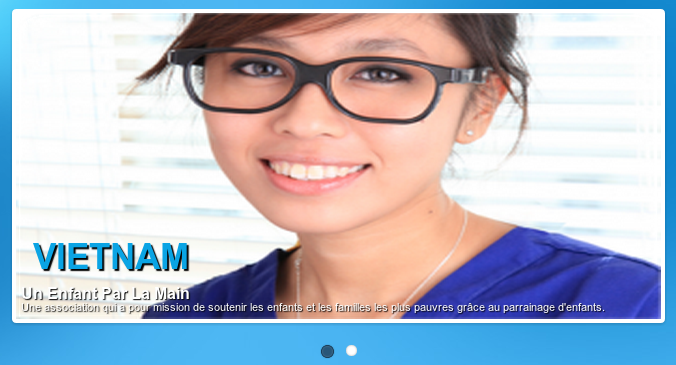 VIETNAM
Un Enfant Par La Main
Une association qui a pour mission de soutenir les enfants et les familles les plus pauvres grâce au parrainage d'enfants.